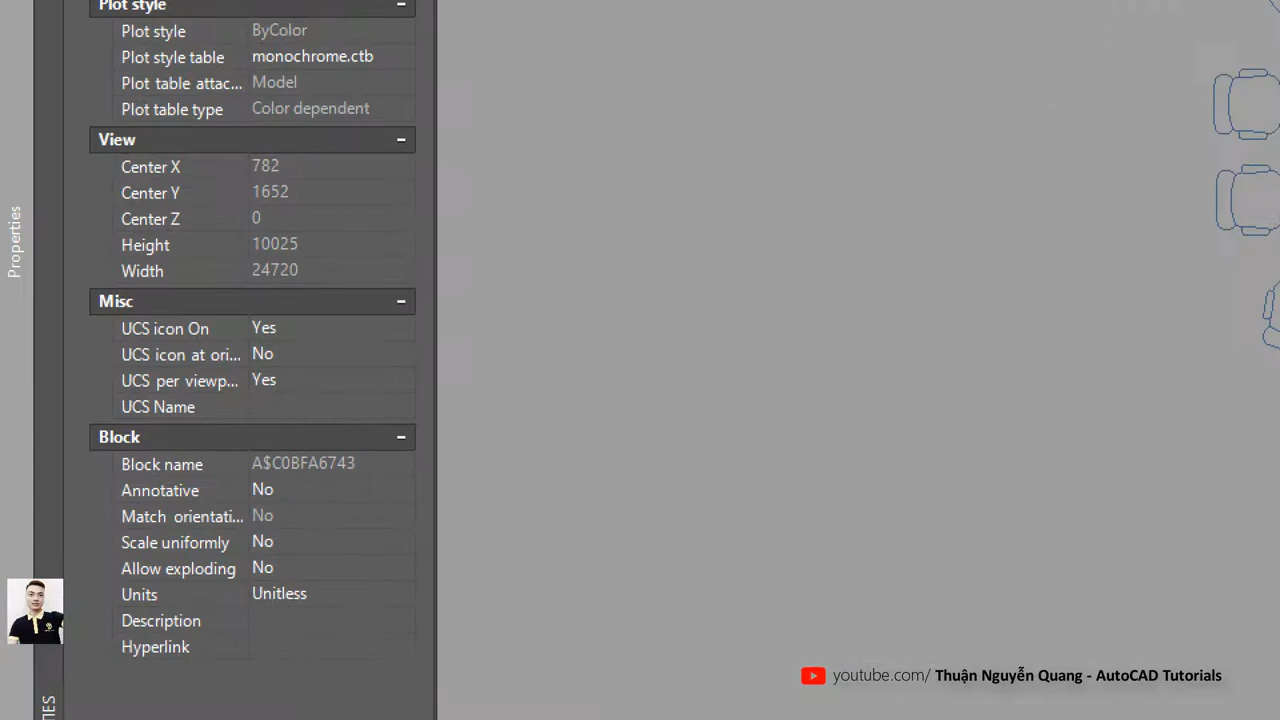 Plot style
Plot style ByColor
Plot style table monochrome.ctb
Plot table attac... Model
Plot table type Color dependent
View
Center X 782
Center Y 1652
Center Z 0
Height 10025
Width 24720
Misc
UCS icon On Yes
UCS icon at ori... No
UCS per viewp... Yes
UCS Name
Block
Block name A$C0BFA6743
Annotative No
Match orientati... No
Scale uniformly No
Allow exploding No
Units Unitless
Description
Hyperlink
Properties
youtube.com/ Thuận Nguyễn Quang - AutoCAD Tutorials